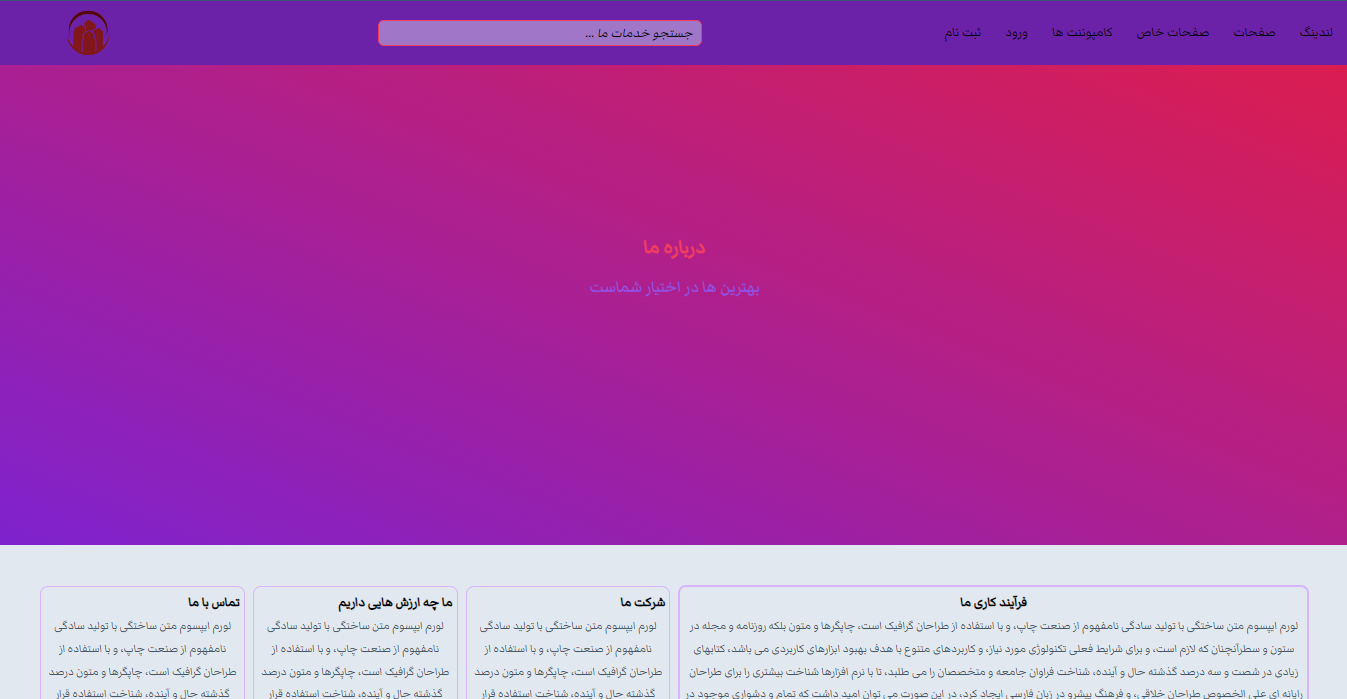 لندینگ
صفحات
صفحات خاص
کامپوننت ها
ورود
ثبت نام
جستجو خدمات ما ...
درباره ما
بهترین ها در اختیار شماست
فرآیند کاری ما
لورم ایپسوم متن ساختگی با تولید سادگی نامفهوم از صنعت چاپ، و با استفاده از طراحان گرافیک است، چاپگرها و متون بلکه روزنامه و مجله در
ستون و سطرآنچنان که لازم است، و برای شرایط فعلی تکنولوژی مورد نیاز، و کاربردهای متنوع با هدف بهبود ابزارهای کاربردی می باشد، کتابهای
زیادی در شصت و سه درصد گذشته حال و آینده، شناخت فراوان جامعه و متخصصان را می طلبد، تا با نرم افزارها شناخت بیشتری را برای طراحان
رایانه ای علی الخصوص طراحان خلاقی، و فرهنگ پیشرو در زبان فارسی ایجاد کرد، در این صورت می توان امید داشت که تمام و دشواری موجود در
شرکت ما
لورم ایپسوم متن ساختگی با تولید سادگی
نامفهوم از صنعت چاپ، و با استفاده از
طراحان گرافیک است، چاپگرها و متون درصد
گذشته حال و آینده، شناخت استفاده قرار
ما چه ارزش هایی داریم
لورم ایپسوم متن ساختگی با تولید سادگی
نامفهوم از صنعت چاپ، و با استفاده از
طراحان گرافیک است، چاپگرها و متون درصد
گذشته حال و آینده، شناخت استفاده قرار
تماس با ما
لورم ایپسوم متن ساختگی با تولید سادگی
نامفهوم از صنعت چاپ، و با استفاده از
طراحان گرافیک است، چاپگرها و متون درصد
گذشته حال و آینده، شناخت استفاده قرار